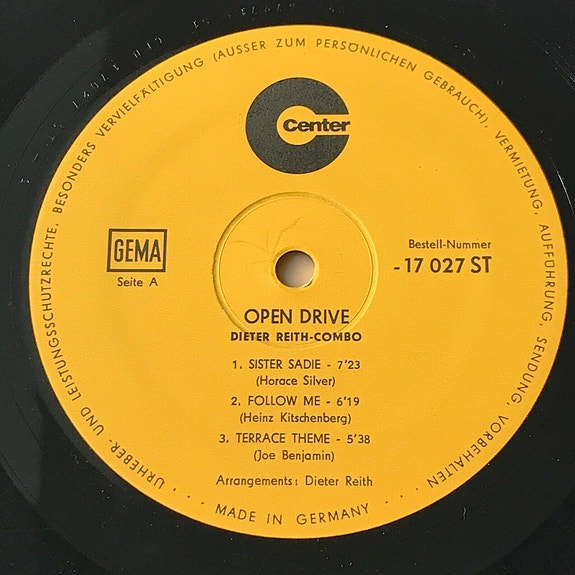 URHEBER- UND LEISTUNGSSCHUTZRECHTE, BESONDERS VERVIELFÄLTIGUNG (AUSSER ZUM PERSÖNLICHEN GEBRAUCH), VERMIETUNG, AUFFÜHRUNG, SENDUNG, VORBEHALTEN
Center
GEMA
Seite A
Bestell-Nummer
-17 027 ST
OPEN DRIVE
DIETER REITH-COMBO
1. SISTER SADIE - 7'23
(Horace Silver)
2. FOLLOW ME - 6'19
(Heinz Kitschenberg)
3. TERRACE THEME - 5'38
(Joe Benjamin)
Arrangements: Dieter Reith
... MADE IN GERMANY ...